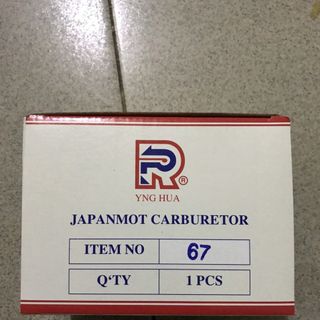 R®
YNG HUA
JAPANMOT CARBURETOR
ITEM NO 67
Q'TY 1 PCS